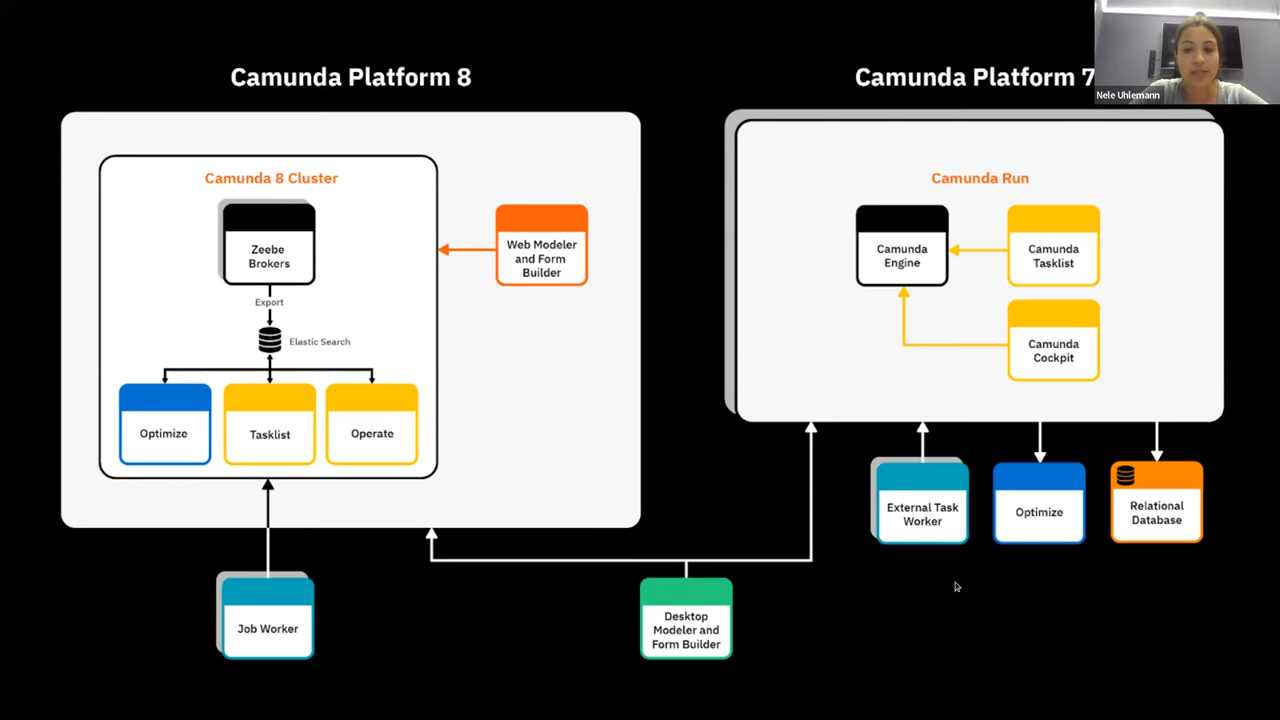 Camunda Platform 8
Camunda Platform 7
Nele Uhlemann
Camunda 8 Cluster
Zeebe
Brokers
Export
Elastic Search
Optimize
Tasklist
Operate
Web Modeler
and Form
Builder
Job Worker
Desktop
Modeler and
Form Builder
Camunda Run
Camunda
Engine
Camunda
Tasklist
Camunda
Cockpit
External Task
Worker
Optimize
Relational
Database